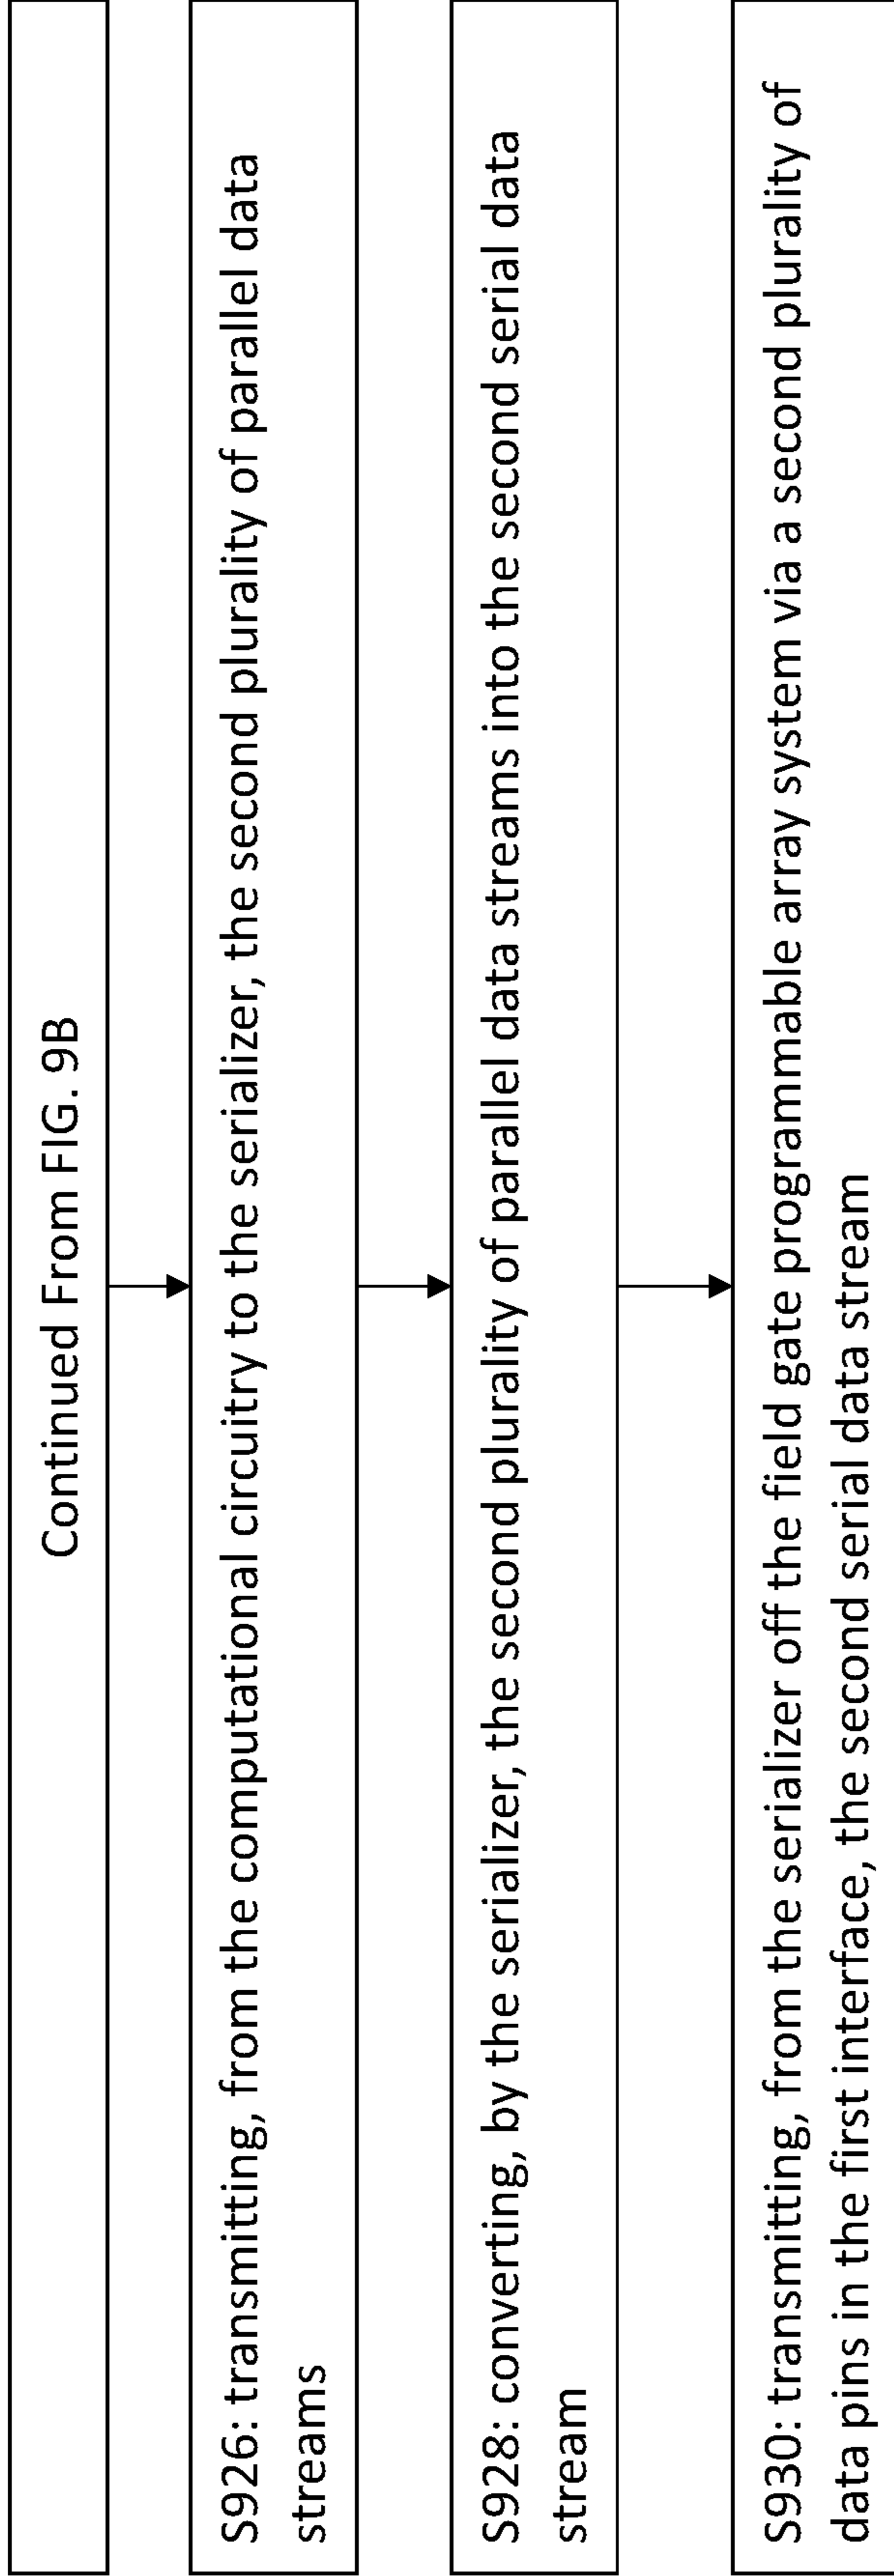 Continued From FIG. 9B
S926: transmitting, from the computational circuitry to the serializer, the second plurality of parallel data
streams
S928: converting, by the serializer, the second plurality of parallel data streams into the second serial data
stream
S930: transmitting, from the serializer off the field gate programmable array system via a second plurality of
data pins in the first interface, the second serial data stream